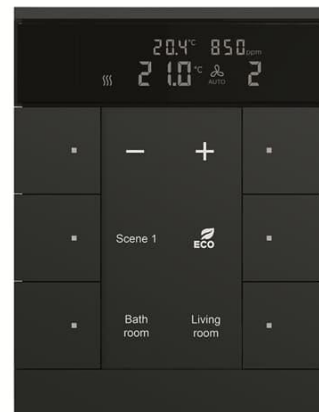 20.4°C 850ppm
21.0°C AUTO 2
− +
Scene 1 ECO
Bath room
Living room